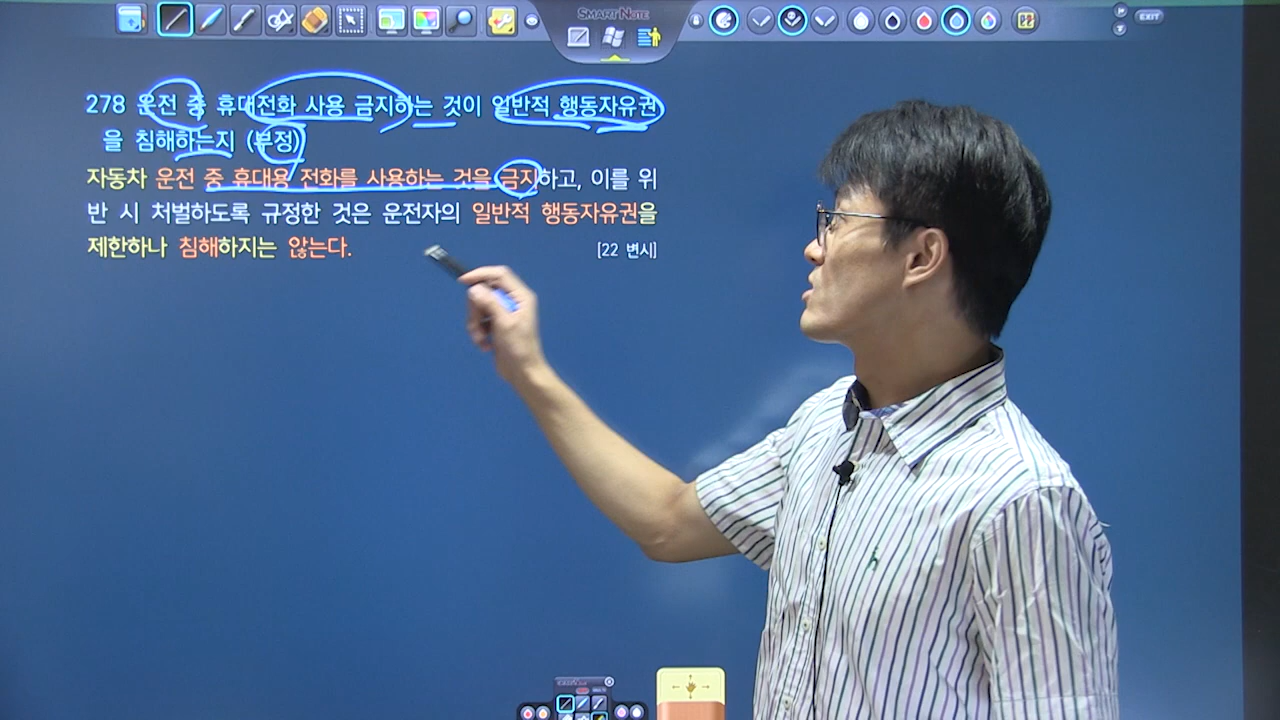 SMARTNOTE
EXIT
278 운전 중 휴대전화 사용 금지하는 것이 일반적 행동자유권
을 침해하는지 (부정)
자동차 운전 중 휴대용 전화를 사용하는 것을 금지하고, 이를 위
반 시 처벌하도록 규정한 것은 운전자의 일반적 행동자유권을
제한하나 침해하지는 않는다.
[22 변시]